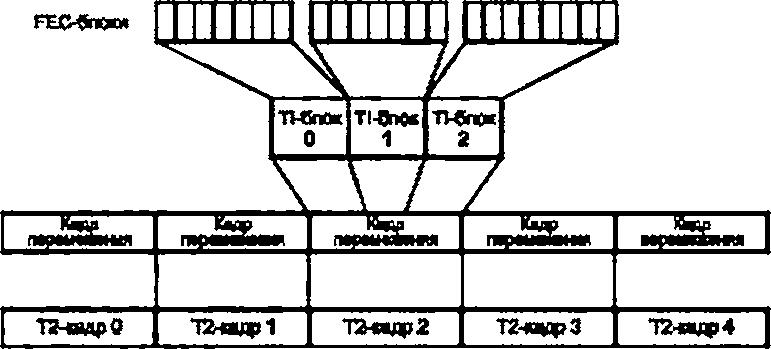 FEC-блоки
TI-блок TI-блок TI-блок
0 1 2
Кадр Кадр Кадр Кадр Кадр
перемежения перемежения перемежения перемежения перемежения
T2-кадр 0 T2-кадр 1 T2-кадр 2 T2-кадр 3 T2-кадр 4